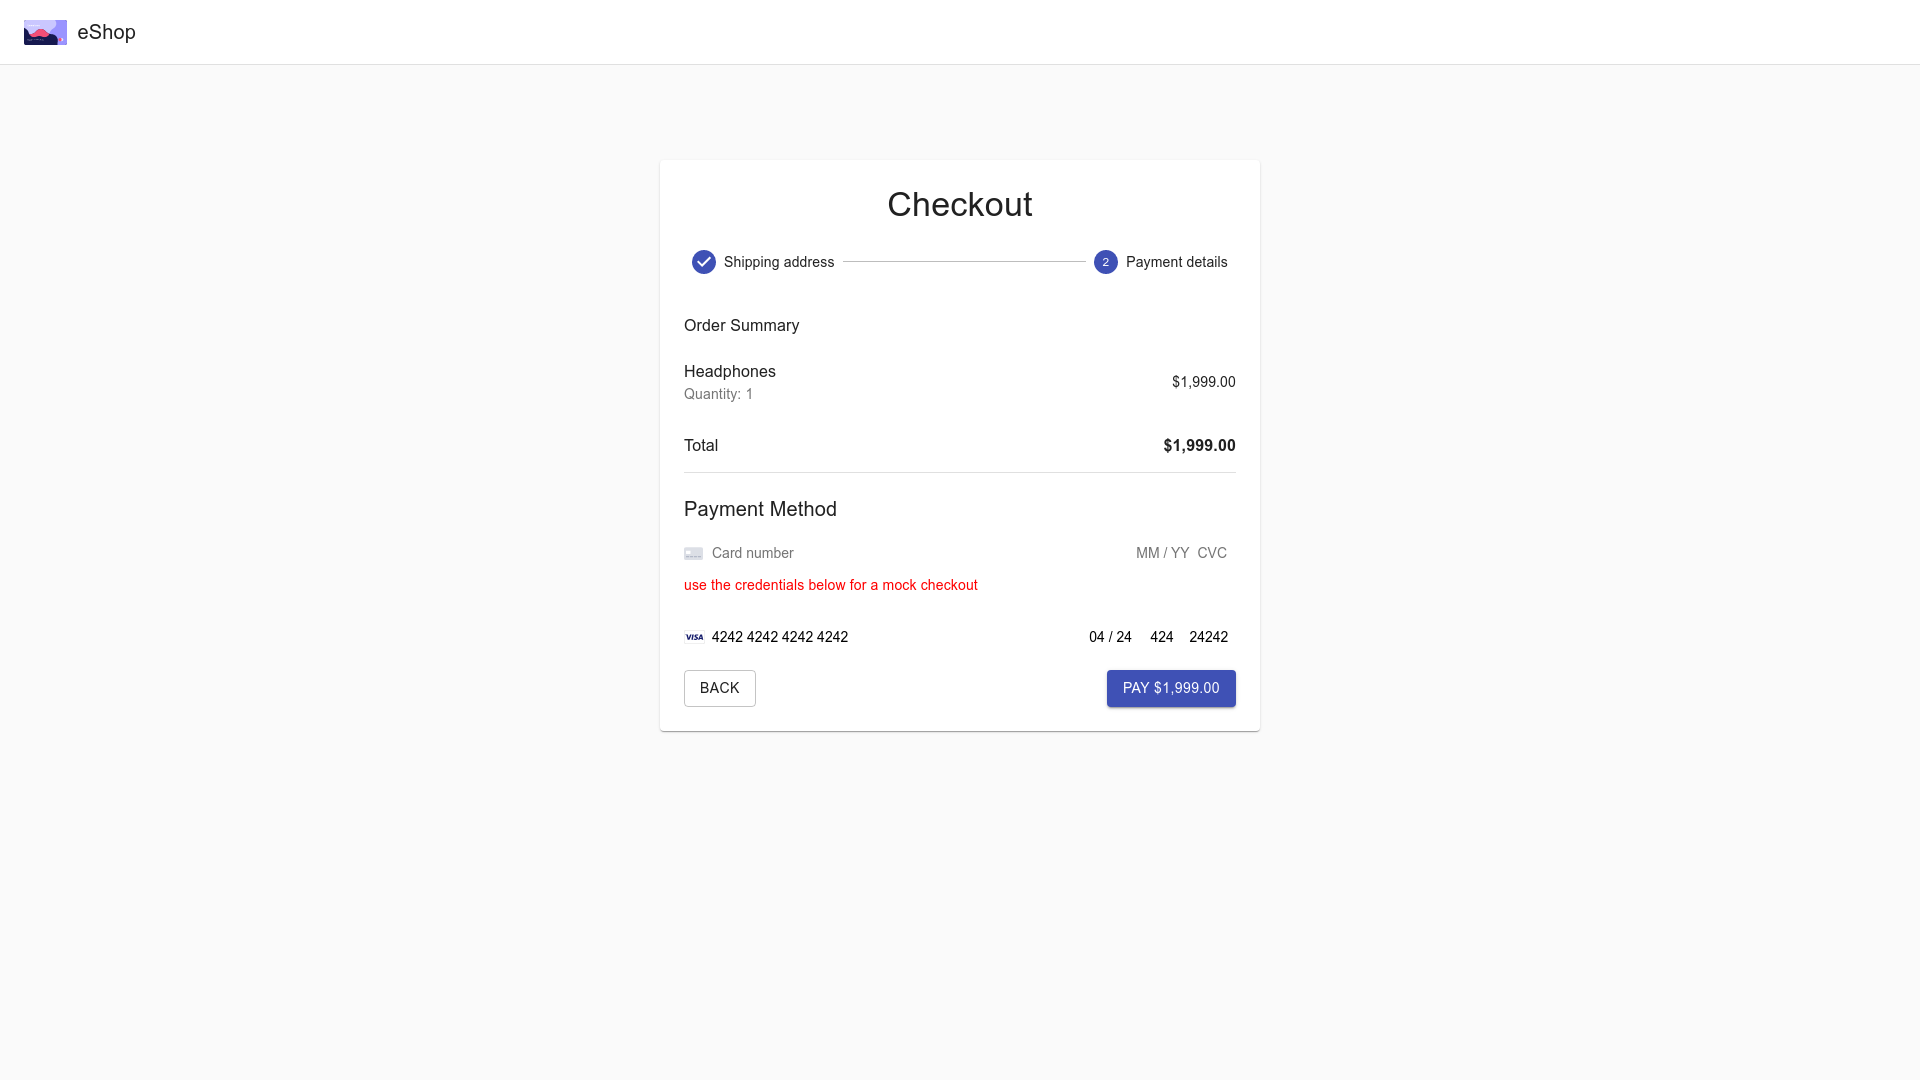 eShop
Checkout
Shipping address
2 Payment details
Order Summary
Headphones
Quantity: 1
$1,999.00
Total $1,999.00
Payment Method
Card number MM / YY CVC
use the credentials below for a mock checkout
VISA 4242 4242 4242 4242 04 / 24 424 24242
BACK PAY $1,999.00